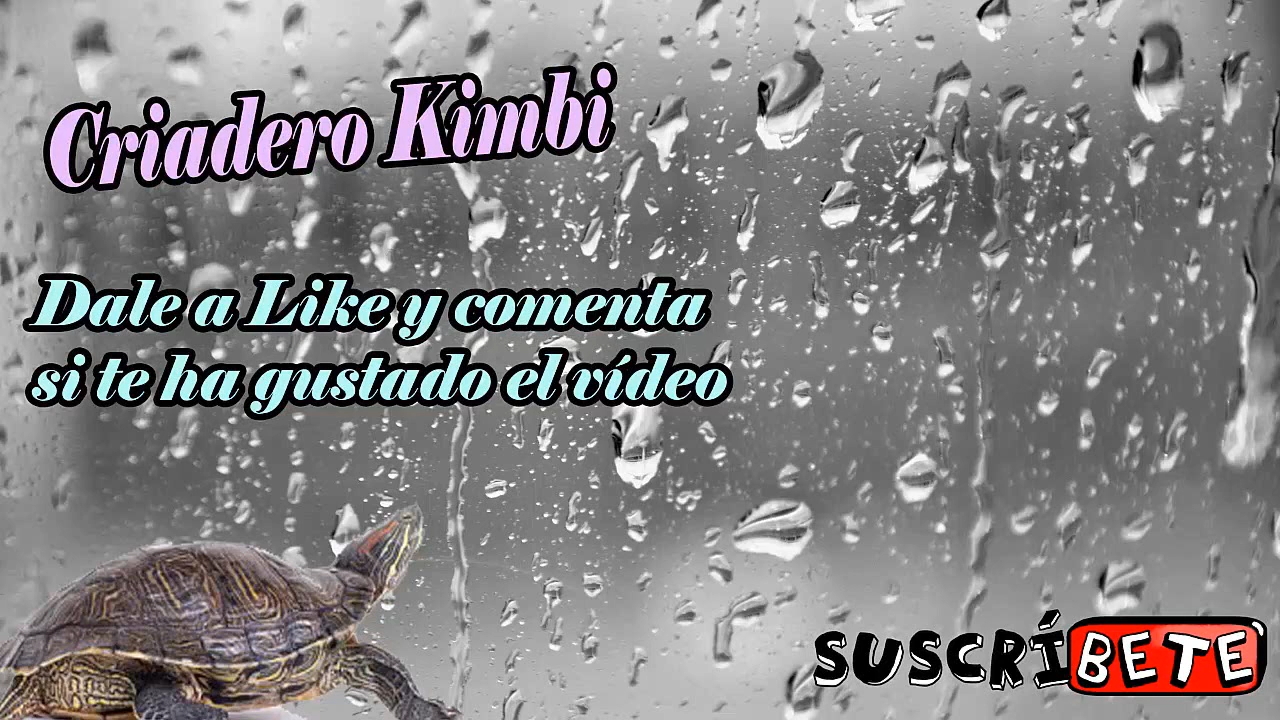 Criadero Kimbi
Dale a Like y comenta
si te ha gustado el vídeo
SUSCRÍBETE